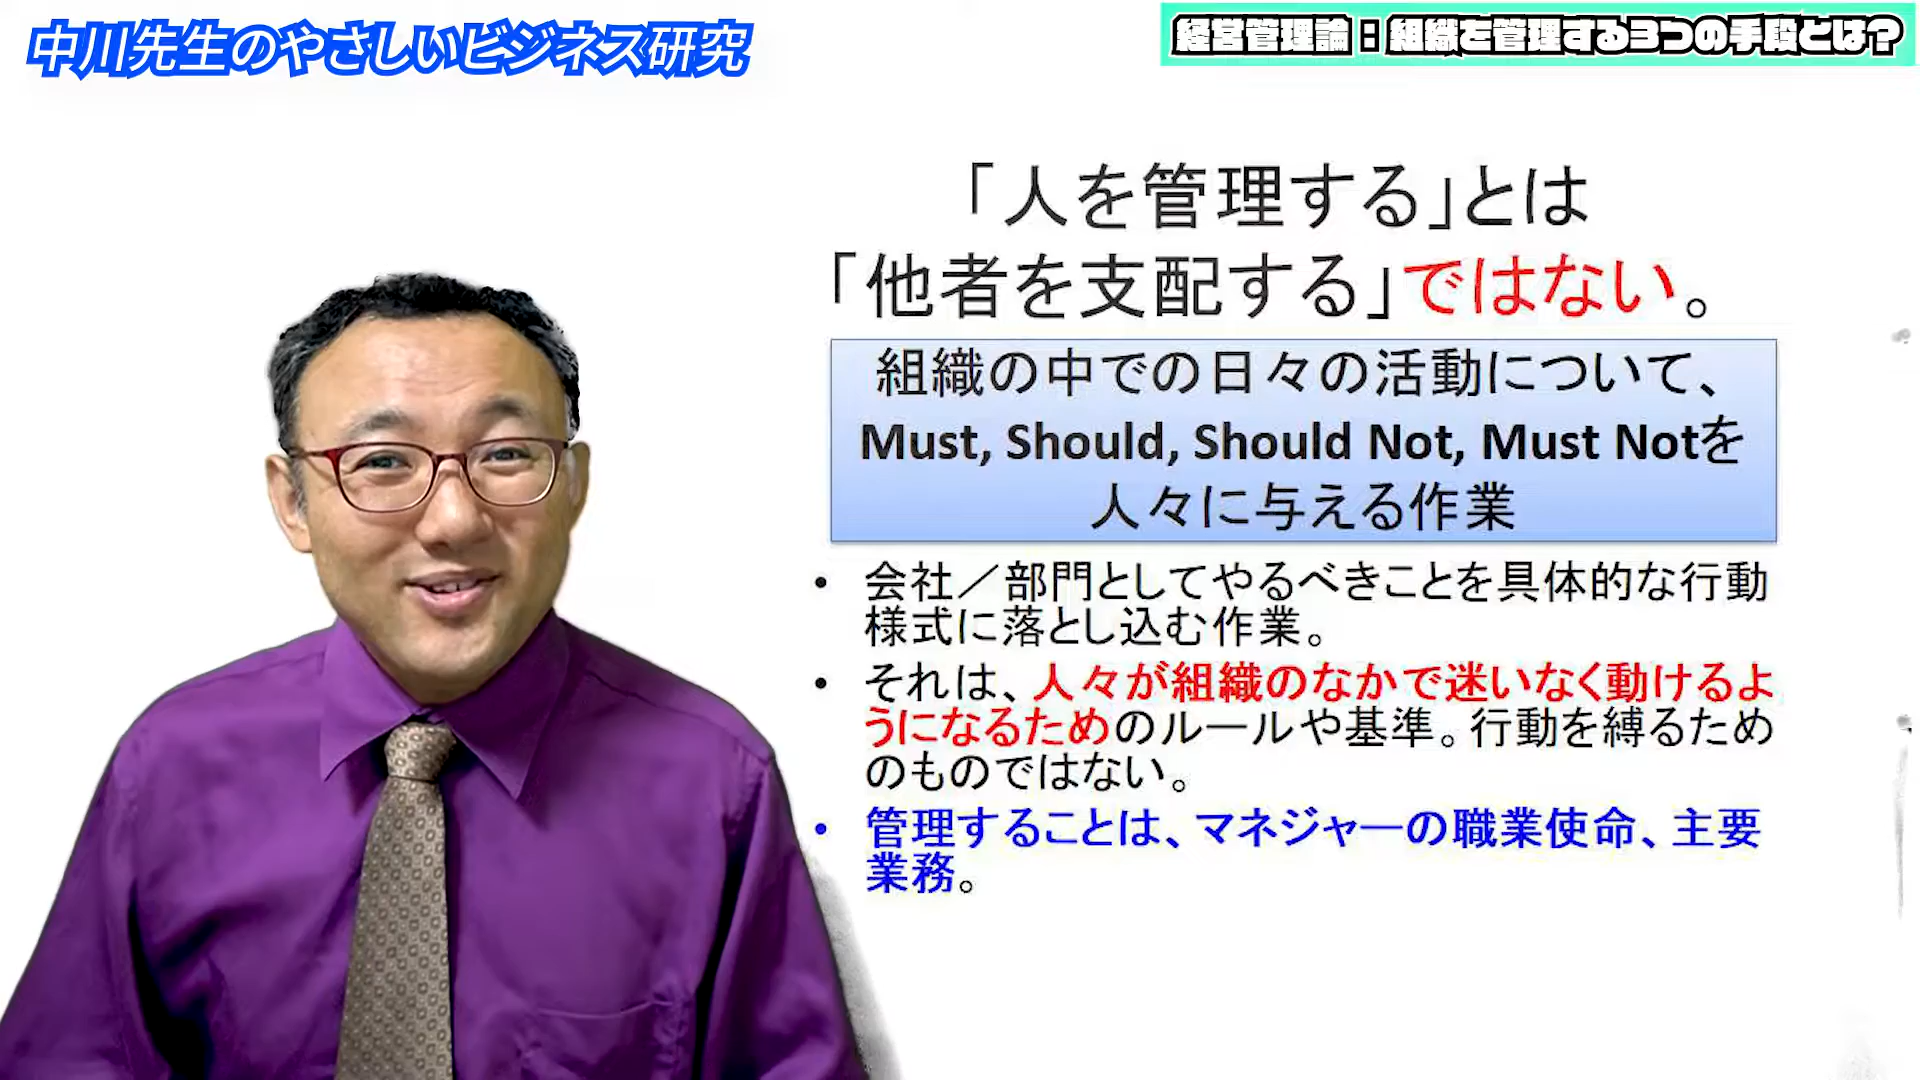 中川先生のやさしいビジネス研究
経営管理論：組織を管理する3つの手段とは？
「人を管理する」とは
「他者を支配する」ではない。
組織の中での日々の活動について、
Must, Should, Should Not, Must Notを
人々に与える作業
• 会社／部門としてやるべきことを具体的な行動
様式に落とし込む作業。
• それは、人々が組織のなかで迷いなく動けるよ
うになるためのルールや基準。行動を縛るため
のものではない。
• 管理することは、マネジャーの職業使命、主要
業務。